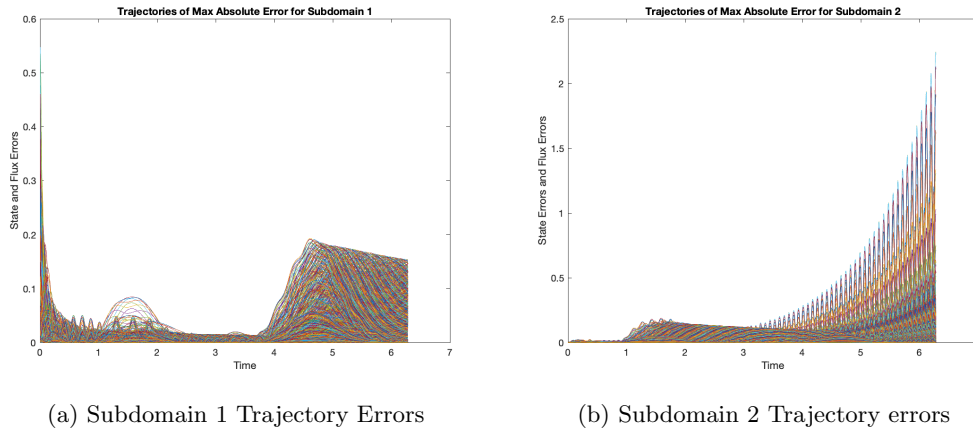 Trajectories of Max Absolute Error for Subdomain 1
0.6
0.5
0.4
0.3
0.2
0.1
0
State and Flux Errors
0 1 2 3 4 5 6 7
Time
(a) Subdomain 1 Trajectory Errors
Trajectories of Max Absolute Error for Subdomain 2
2.5
2
1.5
1
0.5
0
State Errors and Flux Errors
0 1 2 3 4 5 6
Time
(b) Subdomain 2 Trajectory errors